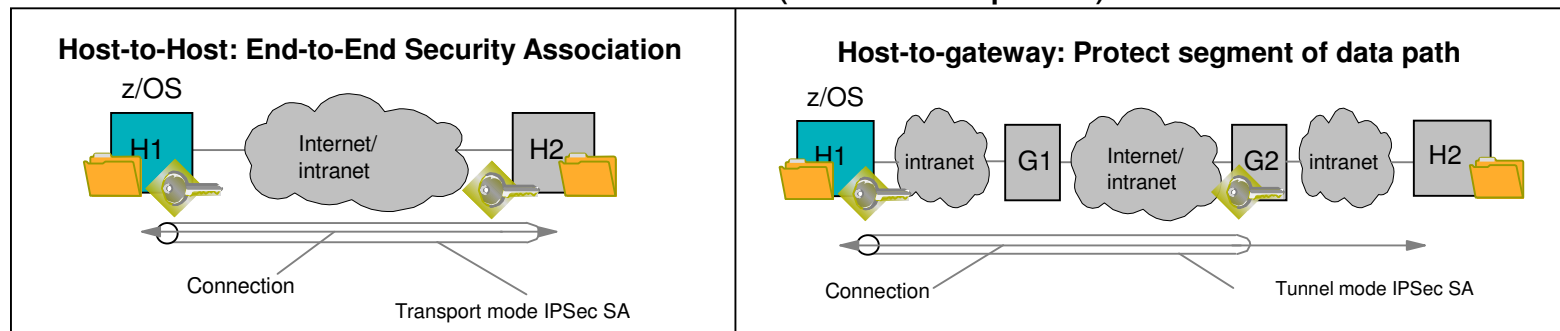 Host-to-Host: End-to-End Security Association
z/OS
H1
Internet/
intranet
H2
Connection
Transport mode IPSec SA
Host-to-gateway: Protect segment of data path
z/OS
H1
intranet
G1
Internet/
intranet
G2
intranet
H2
Connection
Tunnel mode IPSec SA